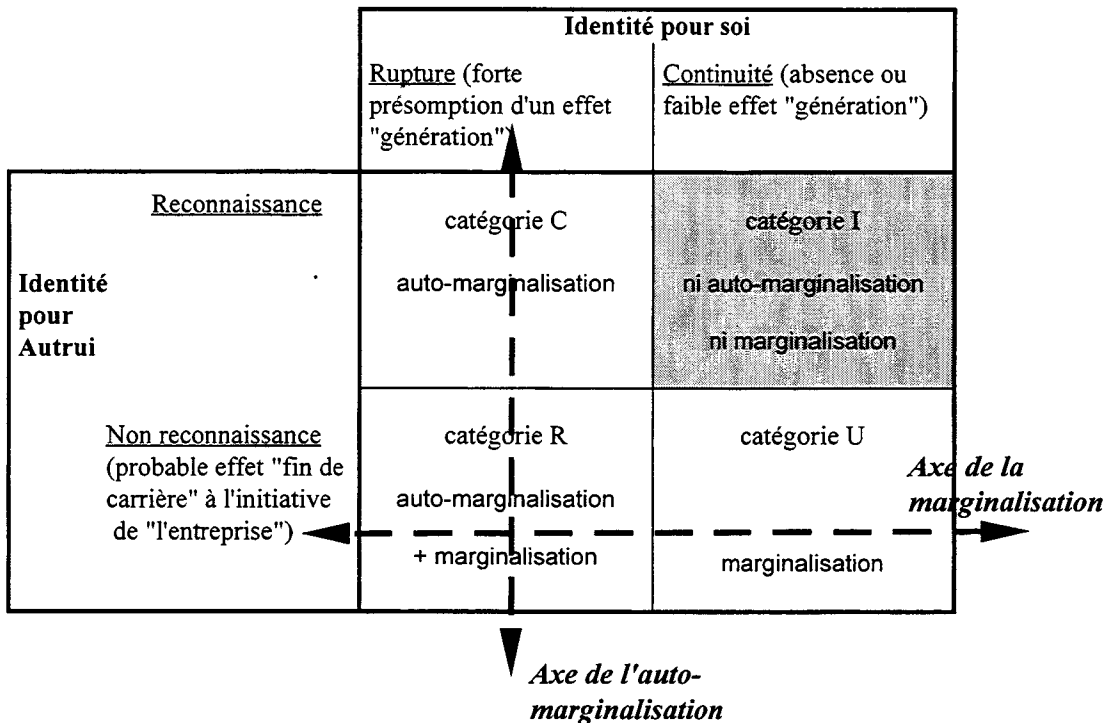 Identité pour soi
Rupture (forte
présomption d'un effet
"génération")
Continuité (absence ou
faible effet "génération")
Reconnaissance
catégorie C
catégorie I
Identité
pour
Autrui
auto-marginalisation
ni auto-marginalisation
ni marginalisation
Non reconnaissance
(probable effet "fin de
carrière" à l'initiative
de "l'entreprise")
catégorie R
catégorie U
auto-marginalisation
+ marginalisation
marginalisation
Axe de la
marginalisation
Axe de l'auto-
marginalisation